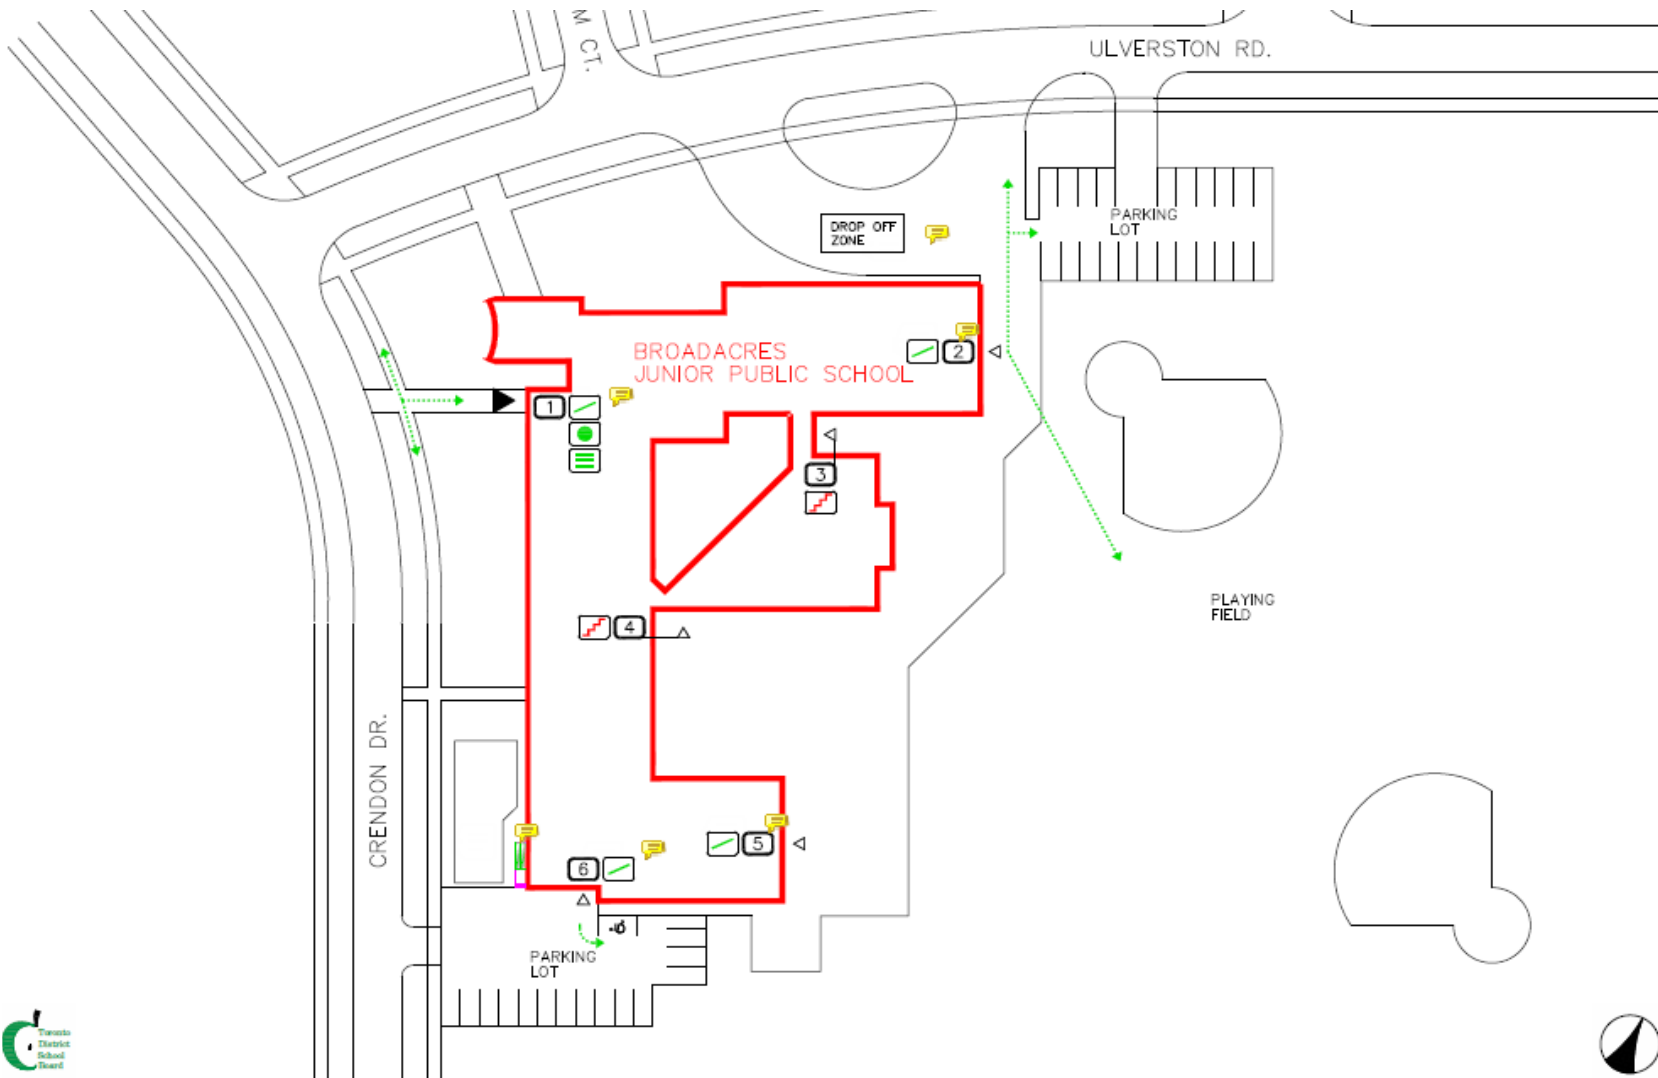 M CT.
ULVERSTON RD.
PARKING
LOT
DROP OFF
ZONE
BROADACRES
JUNIOR PUBLIC SCHOOL
2
1
3
4
PLAYING
FIELD
CRENDON DR.
5
6
PARKING
LOT
Toronto
District
School
Board